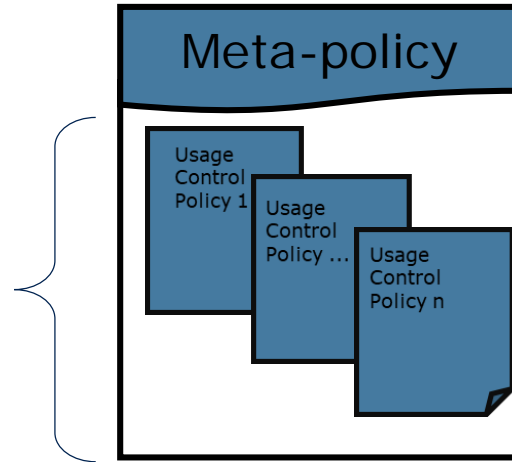 Meta-policy
Usage
Control
Policy 1
Usage
Control
Policy ...
Usage
Control
Policy n